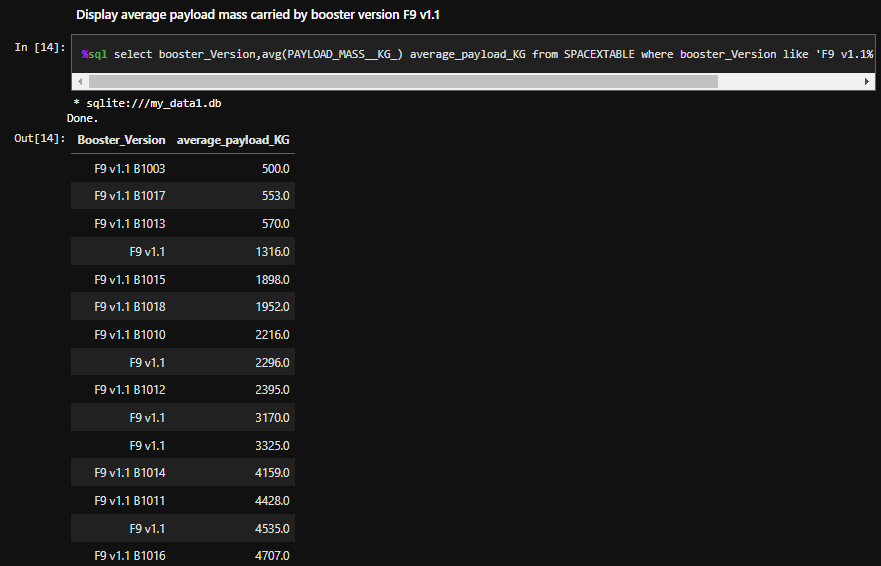 Display average payload mass carried by booster version F9 v1.1
In [14]: %sql select booster_Version,avg(PAYLOAD_MASS__KG_) average_payload_KG from SPACEXTABLE where booster_Version like 'F9 v1.1%
* sqlite:///my_data1.db
Done.
Out[14]: Booster_Version average_payload_KG
F9 v1.1 B1003 500.0
F9 v1.1 B1017 553.0
F9 v1.1 B1013 570.0
F9 v1.1 1316.0
F9 v1.1 B1015 1898.0
F9 v1.1 B1018 1952.0
F9 v1.1 B1010 2216.0
F9 v1.1 2296.0
F9 v1.1 B1012 2395.0
F9 v1.1 3170.0
F9 v1.1 3325.0
F9 v1.1 B1014 4159.0
F9 v1.1 B1011 4428.0
F9 v1.1 4535.0
F9 v1.1 B1016 4707.0